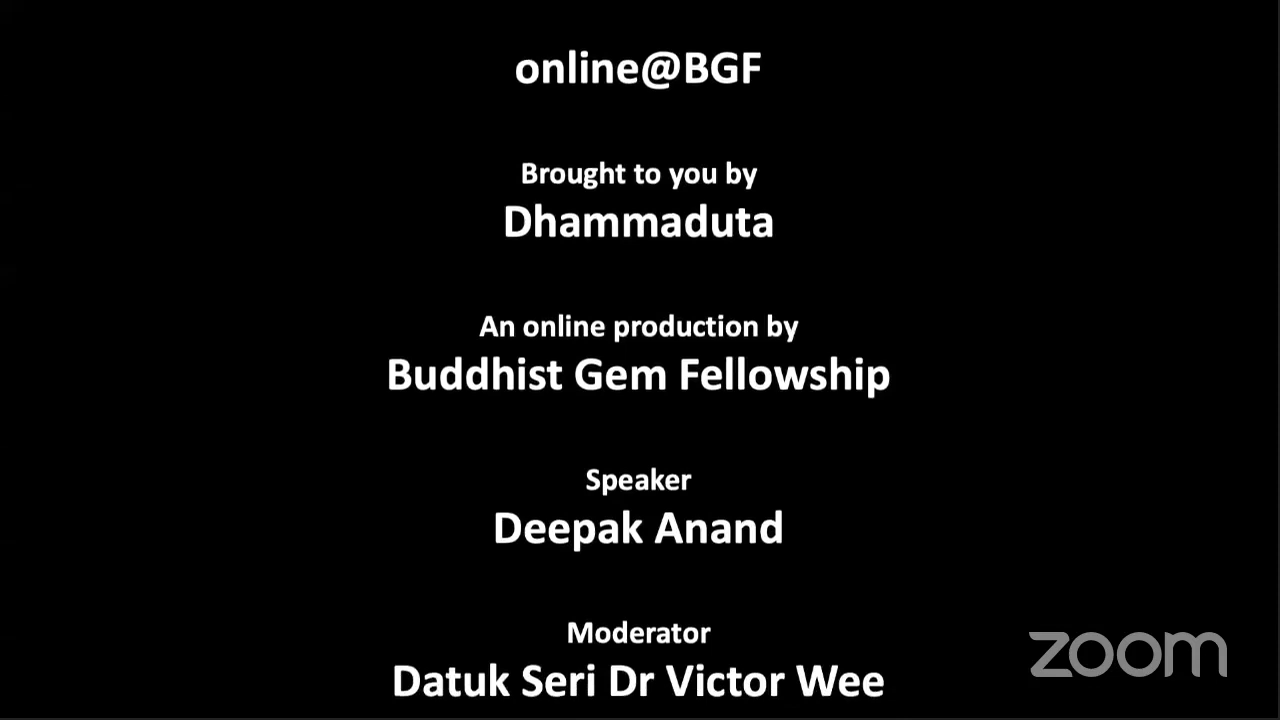 online@BGF
Brought to you by
Dhammaduta
An online production by
Buddhist Gem Fellowship
Speaker
Deepak Anand
Moderator
Datuk Seri Dr Victor Wee
zoom